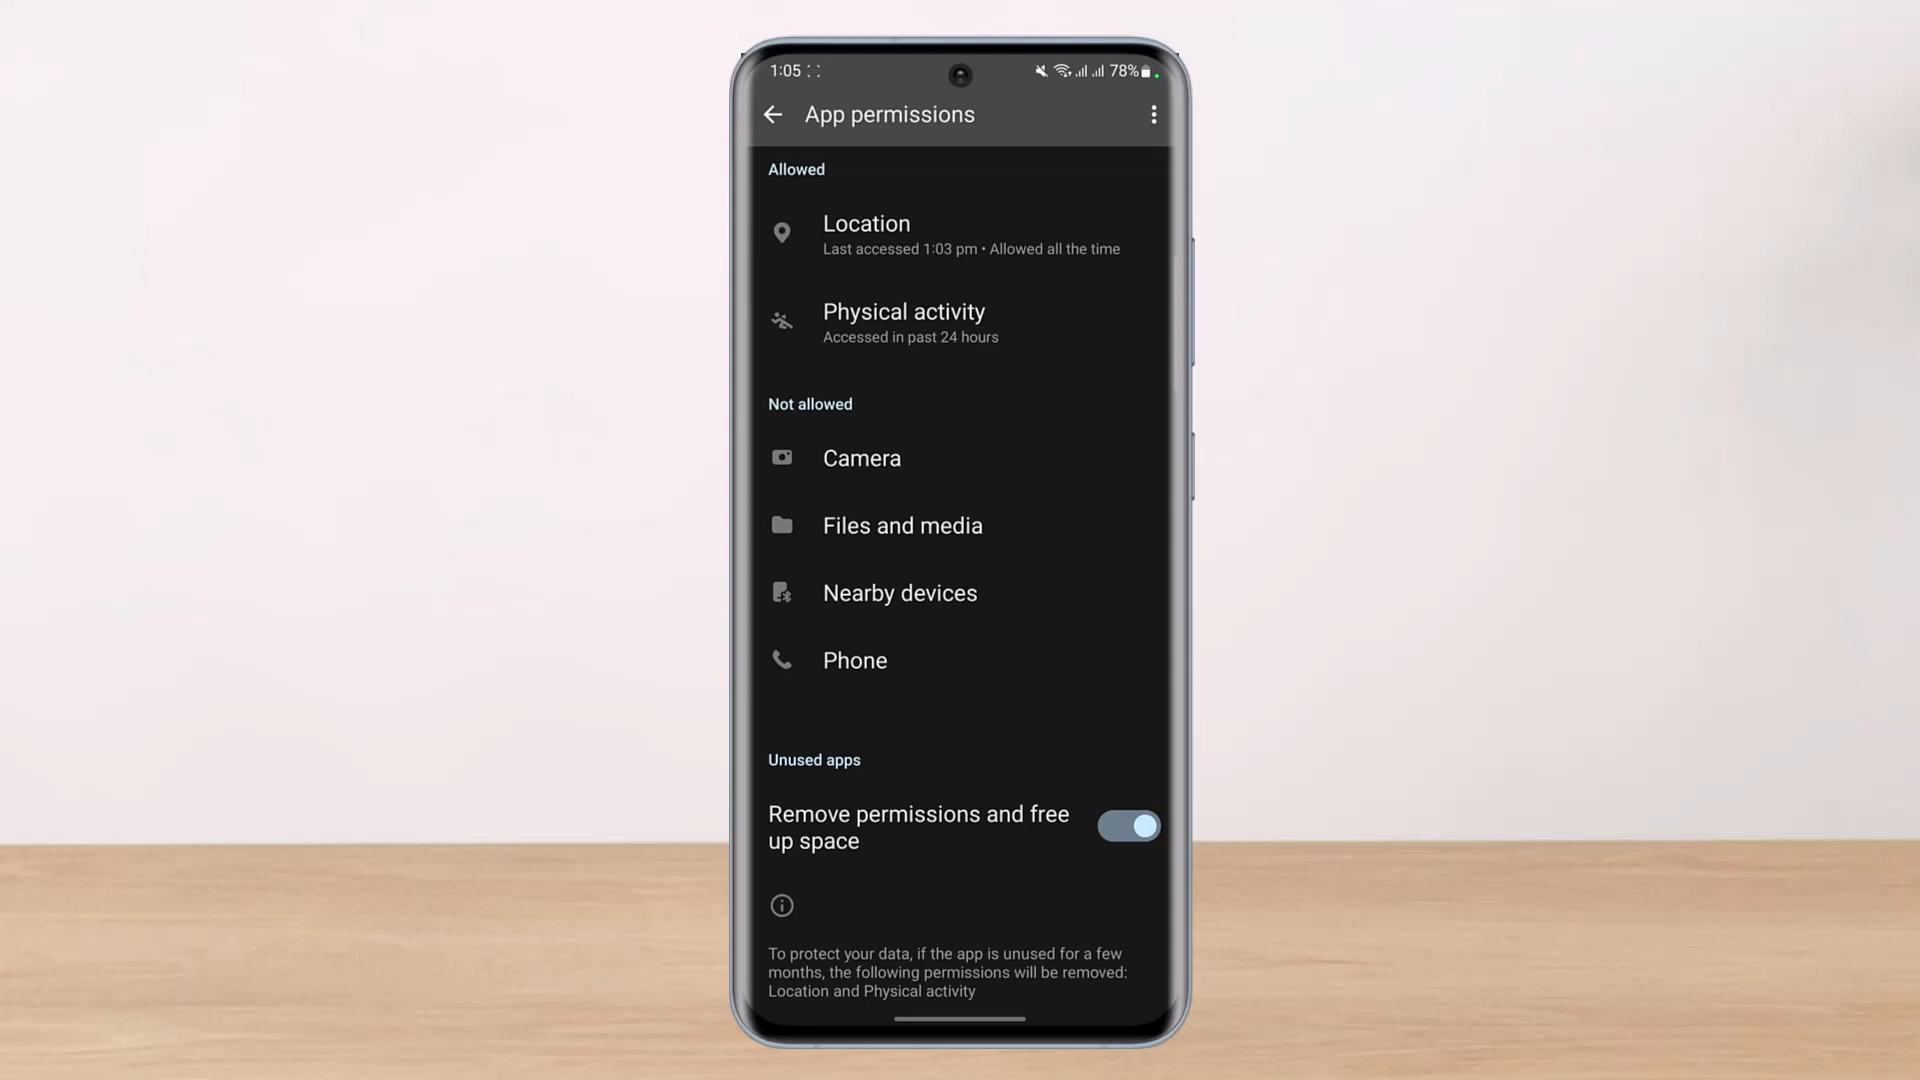 1:05
78%
App permissions
Allowed
Location
Last accessed 1:03 pm • Allowed all the time
Physical activity
Accessed in past 24 hours
Not allowed
Camera
Files and media
Nearby devices
Phone
Unused apps
Remove permissions and free
up space
To protect your data, if the app is unused for a few
months, the following permissions will be removed:
Location and Physical activity